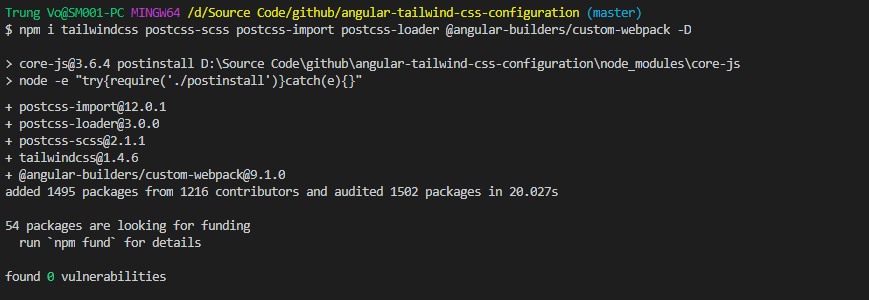 Trung Vo@SM001-PC MINGW64 /d/Source Code/github/angular-tailwind-css-configuration (master)
$ npm i tailwindcss postcss-scss postcss-import postcss-loader @angular-builders/custom-webpack -D
> core-js@3.6.4 postinstall D:\Source Code\github\angular-tailwind-css-configuration\node_modules\core-js
> node -e "try{require('./postinstall')}catch(e){}"
+ postcss-import@12.0.1
+ postcss-loader@3.0.0
+ postcss-scss@2.1.1
+ tailwindcss@1.4.6
+ @angular-builders/custom-webpack@9.1.0
added 1495 packages from 1216 contributors and audited 1502 packages in 20.027s
54 packages are looking for funding
run `npm fund` for details
found 0 vulnerabilities